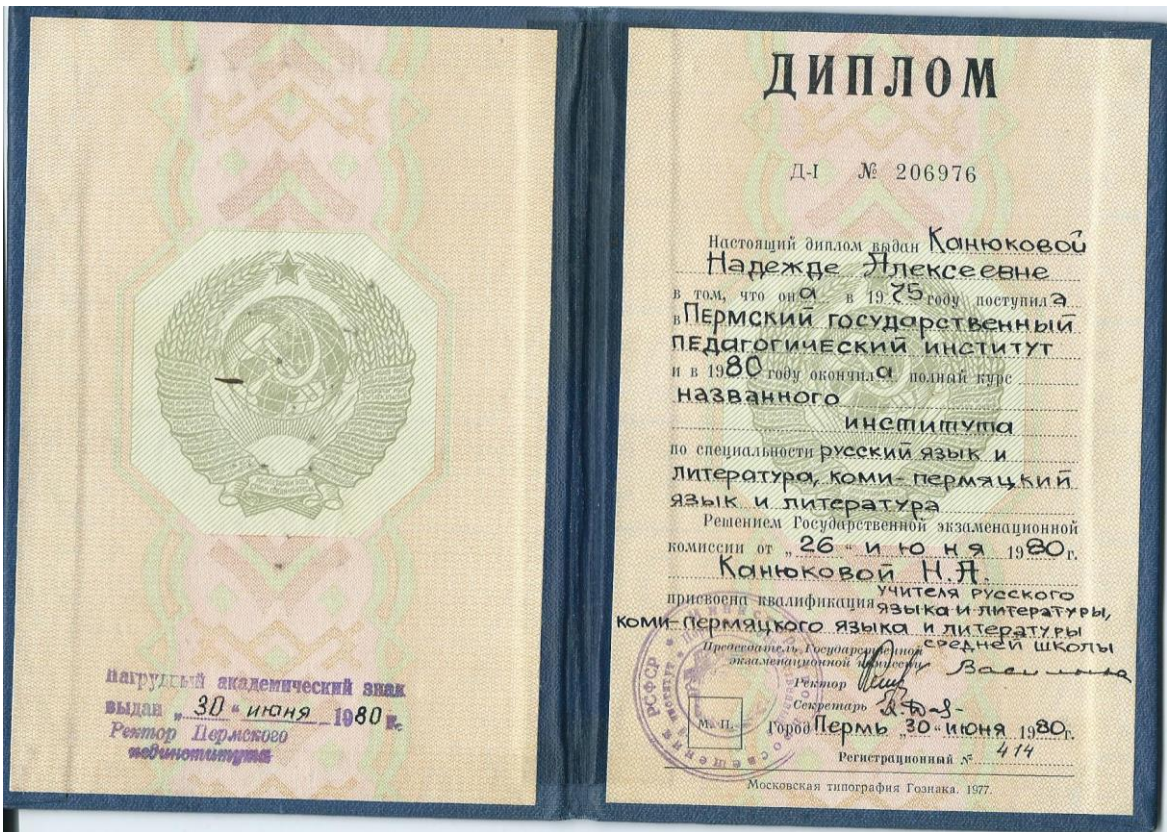 Нагрудный академический знак
выдан „30“ июня 1980 г.
Ректор Пермского
пединститута
ДИПЛОМ
Д-I № 206976
Настоящий диплом выдан Канюковой
Надежде Алексеевне
в том, что она в 1975 году поступила
в Пермский государственный
педагогический институт
и в 1980 году окончила полный курс
названного
института
по специальности русский язык и
литература, коми-пермяцкий
язык и литература
Решением Государственной экзаменационной
комиссии от „26“ июня 1980 г.
Канюковой Н.А.
присвоена квалификация учителя русского
языка и литературы,
коми-пермяцкого языка и литературы
средней школы
Председатель Государственной
экзаменационной комиссии
Ректор
Секретарь
М. П.
Город Пермь „30“ июня 1980 г.
Регистрационный № 414
Московская типография Гознака. 1977.
РСФСР